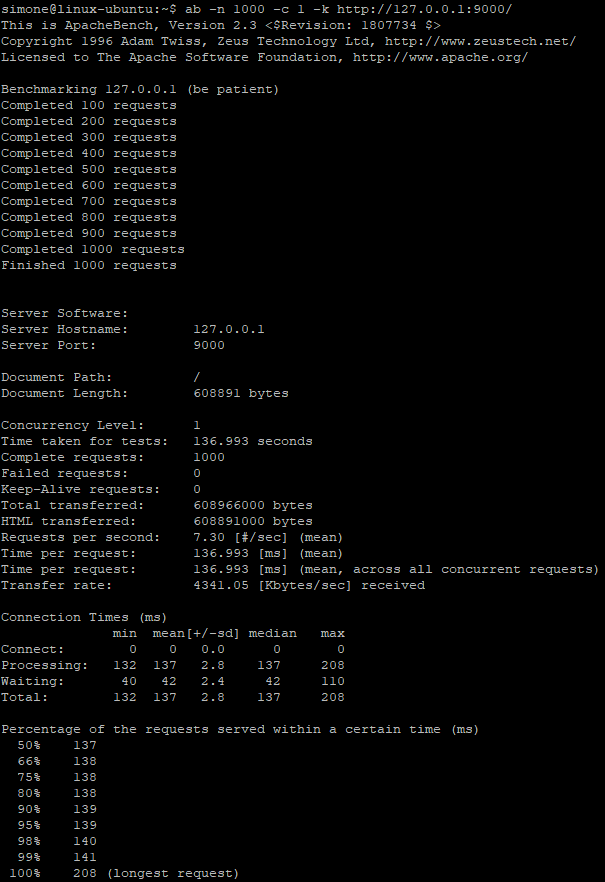 simone@linux-ubuntu:~$ ab -n 1000 -c 1 -k http://127.0.0.1:9000/
This is ApacheBench, Version 2.3 <$Revision: 1807734 $>
Copyright 1996 Adam Twiss, Zeus Technology Ltd, http://www.zeustech.net/
Licensed to The Apache Software Foundation, http://www.apache.org/

Benchmarking 127.0.0.1 (be patient)
Completed 100 requests
Completed 200 requests
Completed 300 requests
Completed 400 requests
Completed 500 requests
Completed 600 requests
Completed 700 requests
Completed 800 requests
Completed 900 requests
Completed 1000 requests
Finished 1000 requests


Server Software:
Server Hostname:        127.0.0.1
Server Port:            9000

Document Path:          /
Document Length:        608891 bytes

Concurrency Level:      1
Time taken for tests:   136.993 seconds
Complete requests:      1000
Failed requests:        0
Keep-Alive requests:    0
Total transferred:      608966000 bytes
HTML transferred:       608891000 bytes
Requests per second:    7.30 [#/sec] (mean)
Time per request:       136.993 [ms] (mean)
Time per request:       136.993 [ms] (mean, across all concurrent requests)
Transfer rate:          4341.05 [Kbytes/sec] received

Connection Times (ms)
              min  mean[+/-sd] median   max
Connect:        0    0   0.0      0       0
Processing:   132  137   2.8    137     208
Waiting:       40   42   2.4     42     110
Total:        132  137   2.8    137     208

Percentage of the requests served within a certain time (ms)
  50%    137
  66%    138
  75%    138
  80%    138
  90%    139
  95%    139
  98%    140
  99%    141
 100%    208 (longest request)